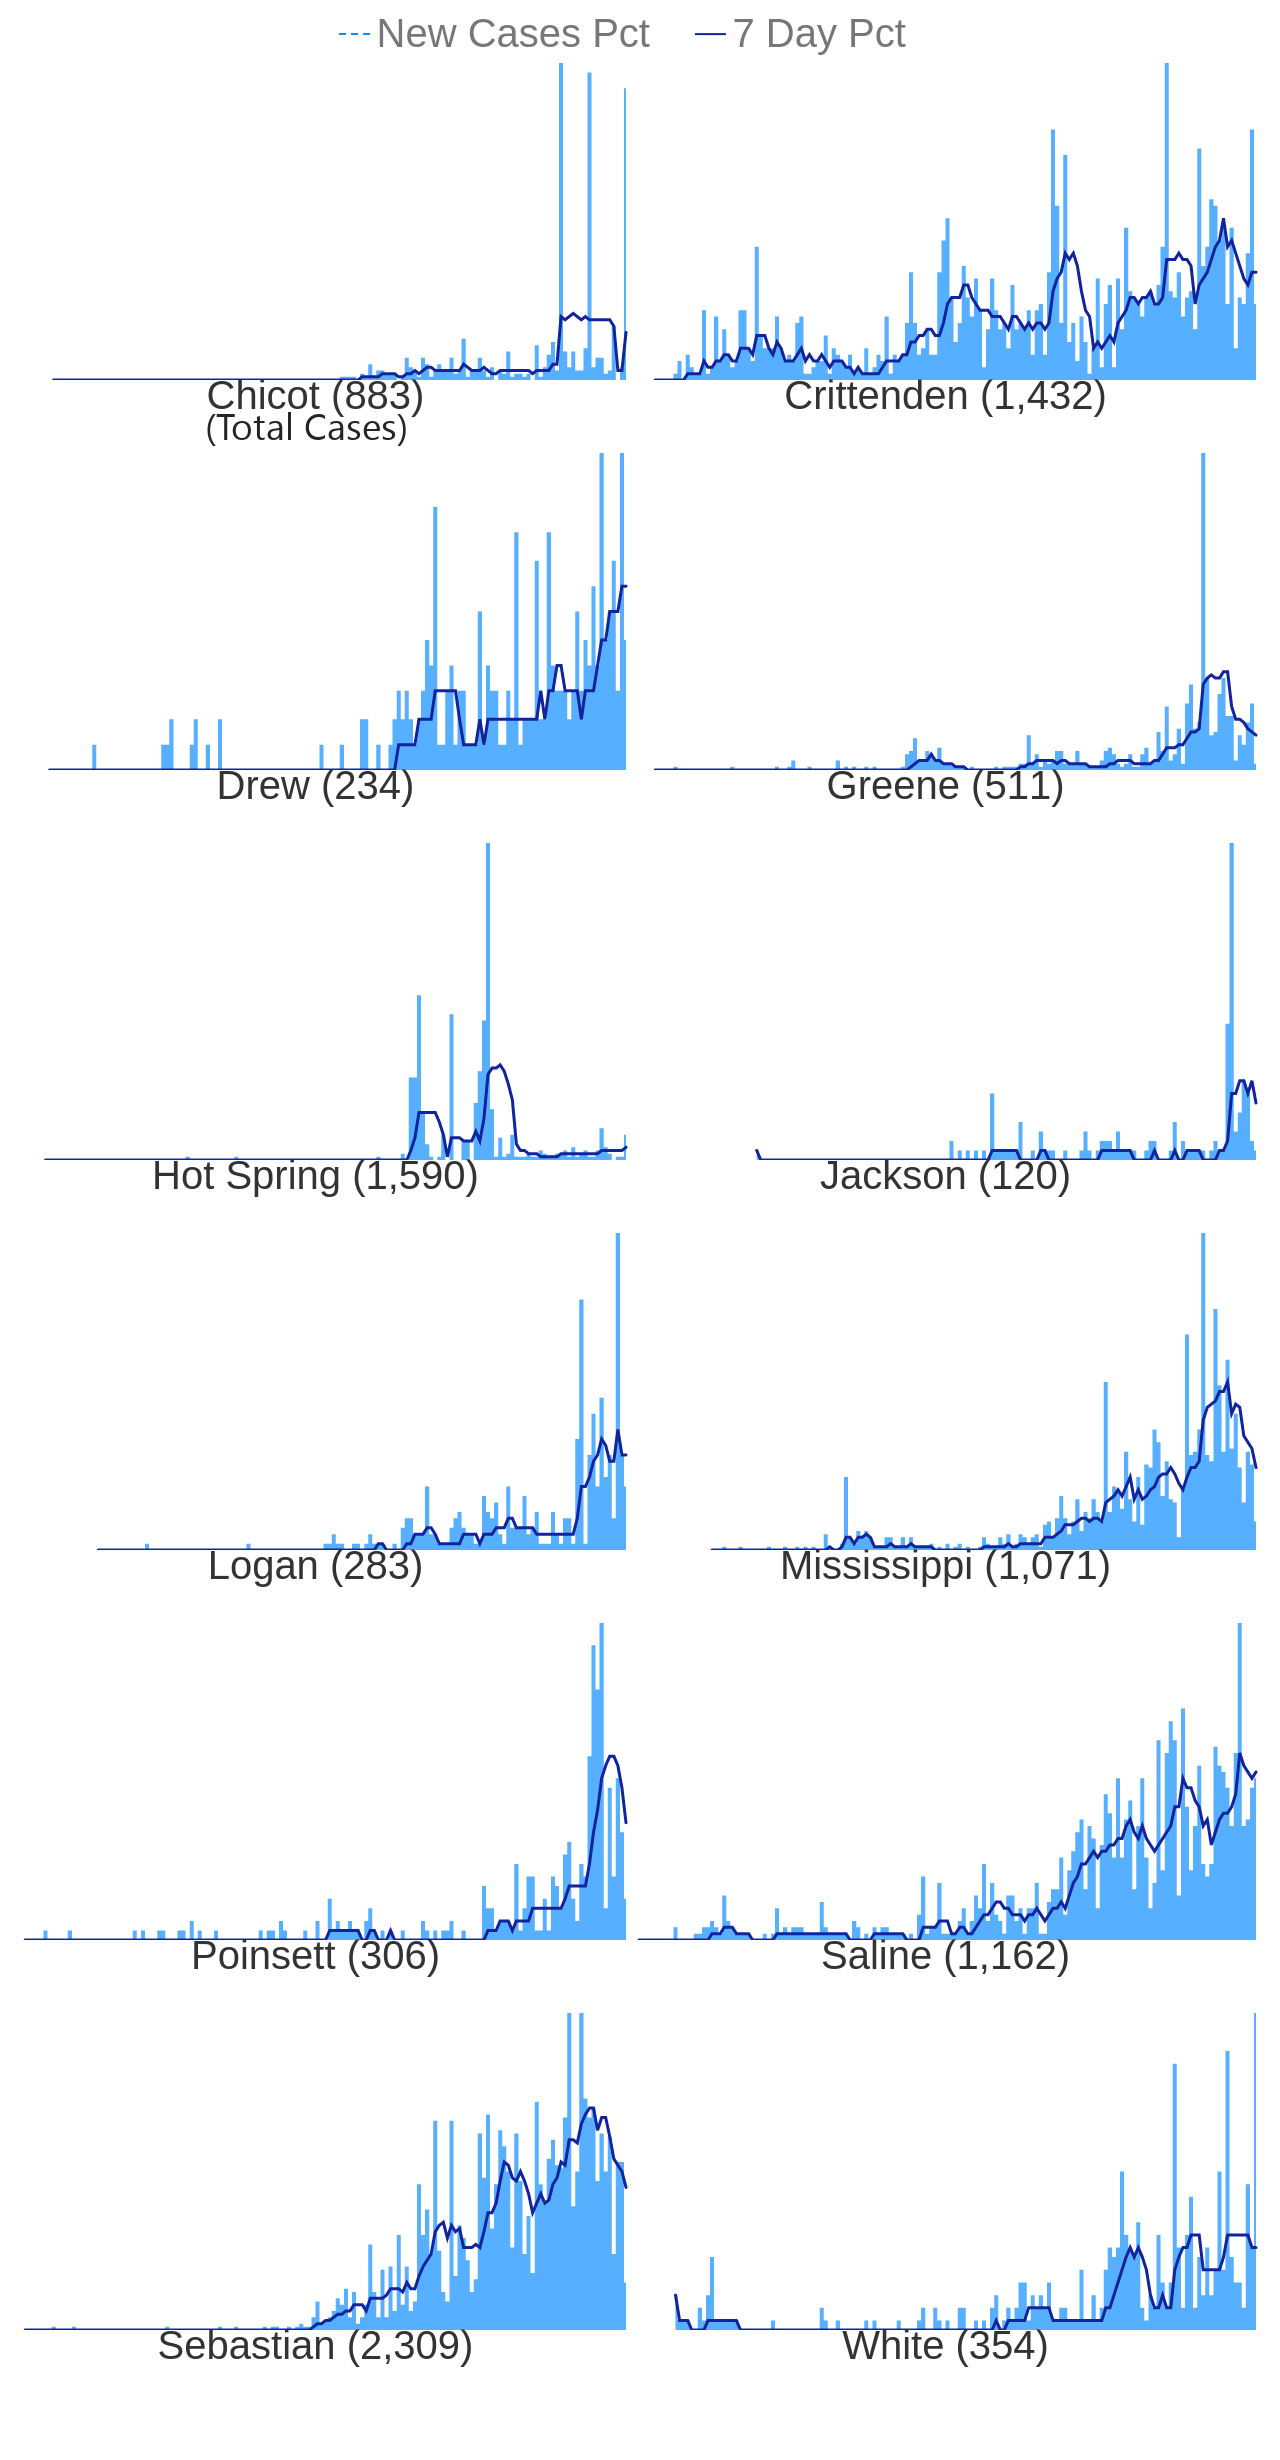 New Cases Pct 7 Day Pct
Chicot (883) Crittenden (1,432)
(Total Cases)
Drew (234) Greene (511)
Hot Spring (1,590) Jackson (120)
Logan (283) Mississippi (1,071)
Poinsett (306) Saline (1,162)
Sebastian (2,309) White (354)